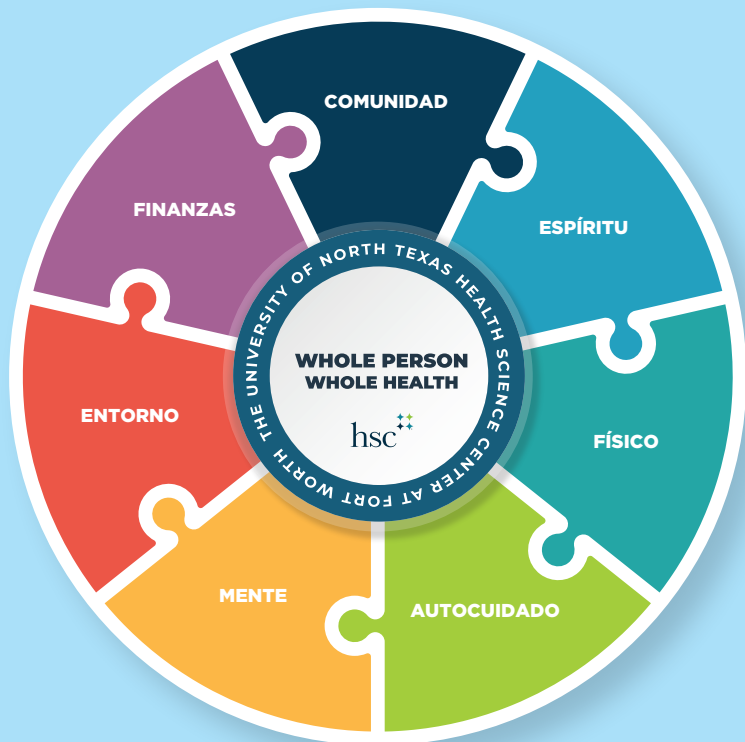 COMUNIDAD
ESPÍRITU
FÍSICO
AUTOCUIDADO
MENTE
ENTORNO
FINANZAS
THE UNIVERSITY OF NORTH TEXAS HEALTH SCIENCE CENTER AT FORT WORTH
WHOLE PERSON
WHOLE HEALTH
hsc